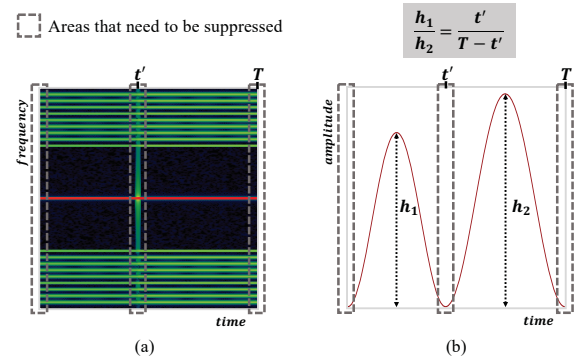 Areas that need to be suppressed
h₁/h₂ = t′/(T − t′)
t′ T
frequency
time
(a)
t′ T
amplitude
h₁ h₂
time
(b)